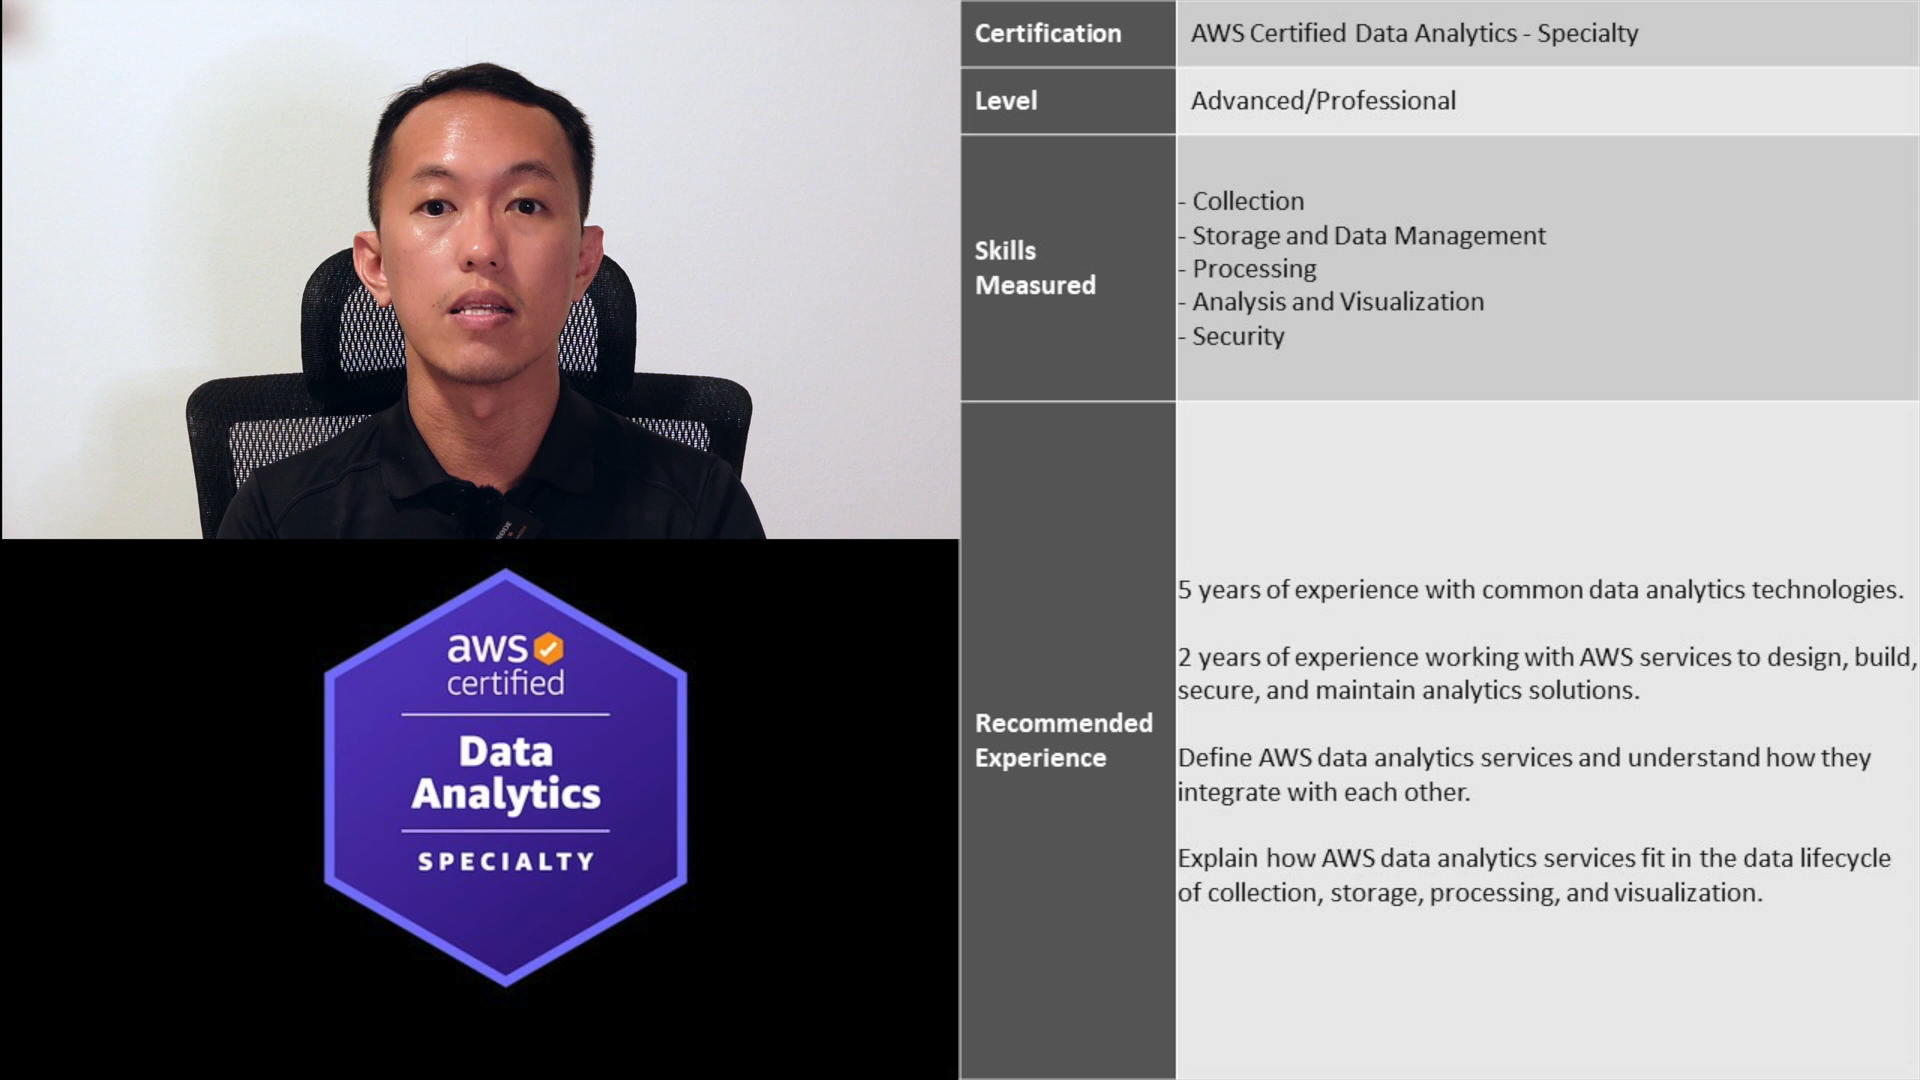 Certification
AWS Certified Data Analytics - Specialty
Level
Advanced/Professional
Skills
Measured
- Collection
- Storage and Data Management
- Processing
- Analysis and Visualization
- Security
Recommended
Experience
5 years of experience with common data analytics technologies.
2 years of experience working with AWS services to design, build,
secure, and maintain analytics solutions.
Define AWS data analytics services and understand how they
integrate with each other.
Explain how AWS data analytics services fit in the data lifecycle
of collection, storage, processing, and visualization.
aws
certified
Data
Analytics
SPECIALTY